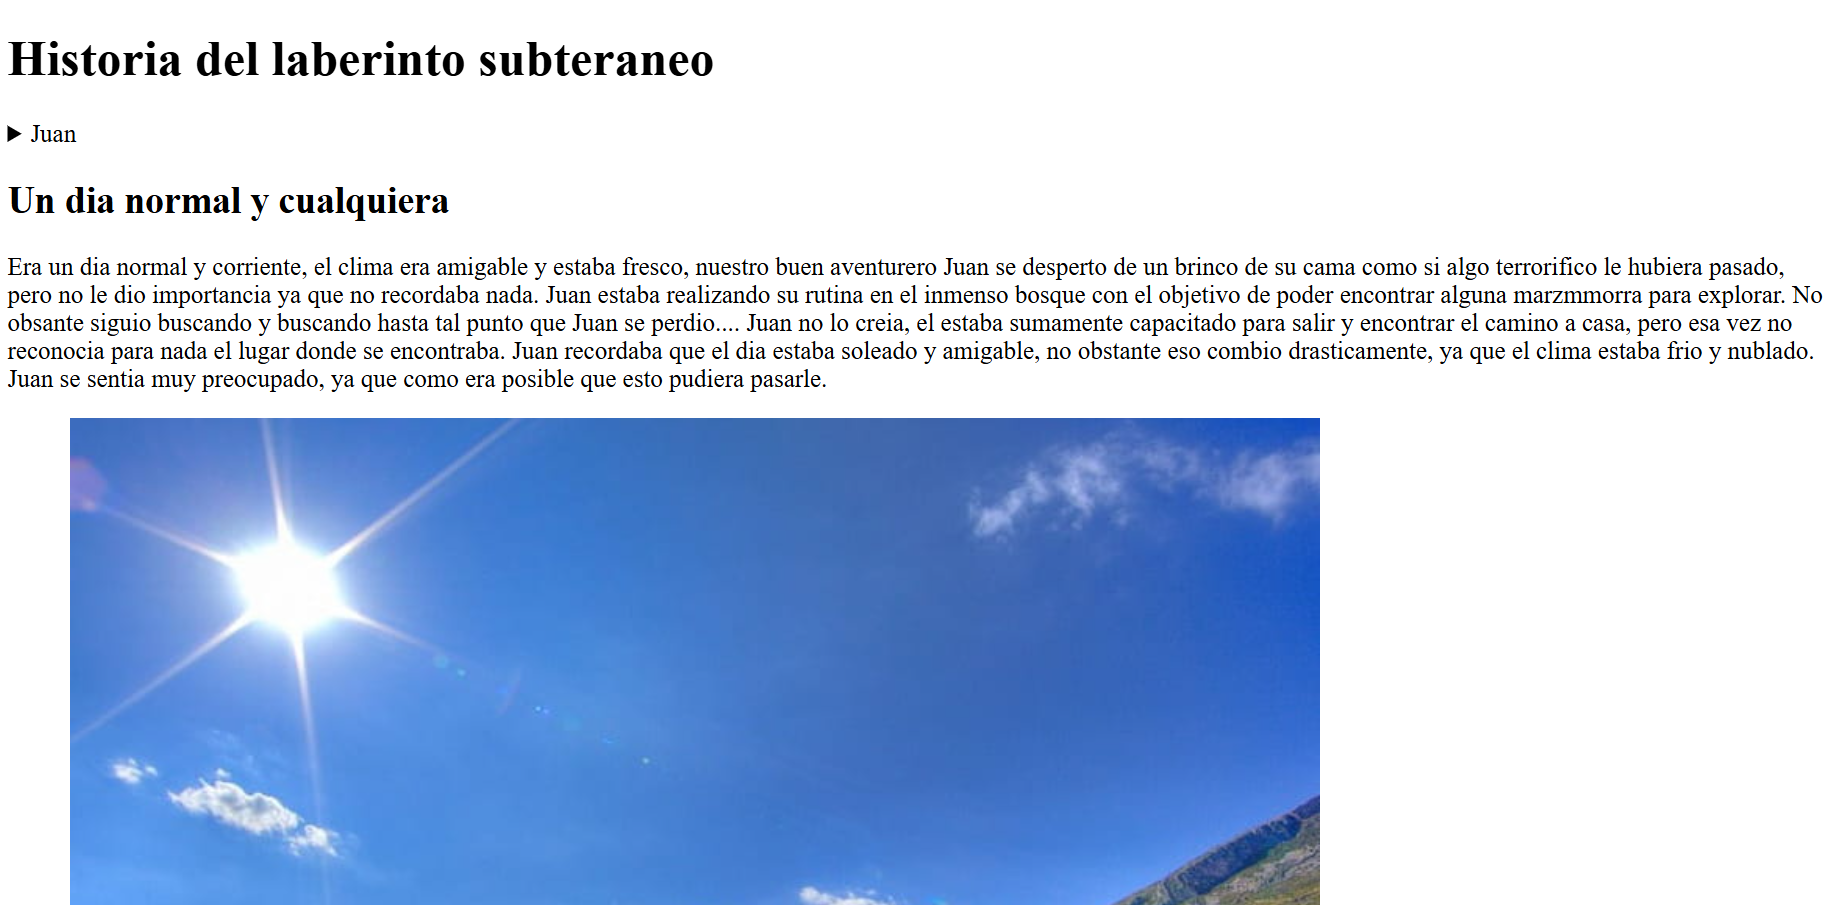 Historia del laberinto subteraneo
Juan
Un dia normal y cualquiera
Era un dia normal y corriente, el clima era amigable y estaba fresco, nuestro buen aventurero Juan se desperto de un brinco de su cama como si algo terrorifico le hubiera pasado,
pero no le dio importancia ya que no recordaba nada. Juan estaba realizando su rutina en el inmenso bosque con el objetivo de poder encontrar alguna marzmmorra para explorar. No
obsante siguio buscando y buscando hasta tal punto que Juan se perdio.... Juan no lo creia, el estaba sumamente capacitado para salir y encontrar el camino a casa, pero esa vez no
reconocia para nada el lugar donde se encontraba. Juan recordaba que el dia estaba soleado y amigable, no obstante eso combio drasticamente, ya que el clima estaba frio y nublado.
Juan se sentia muy preocupado, ya que como era posible que esto pudiera pasarle.